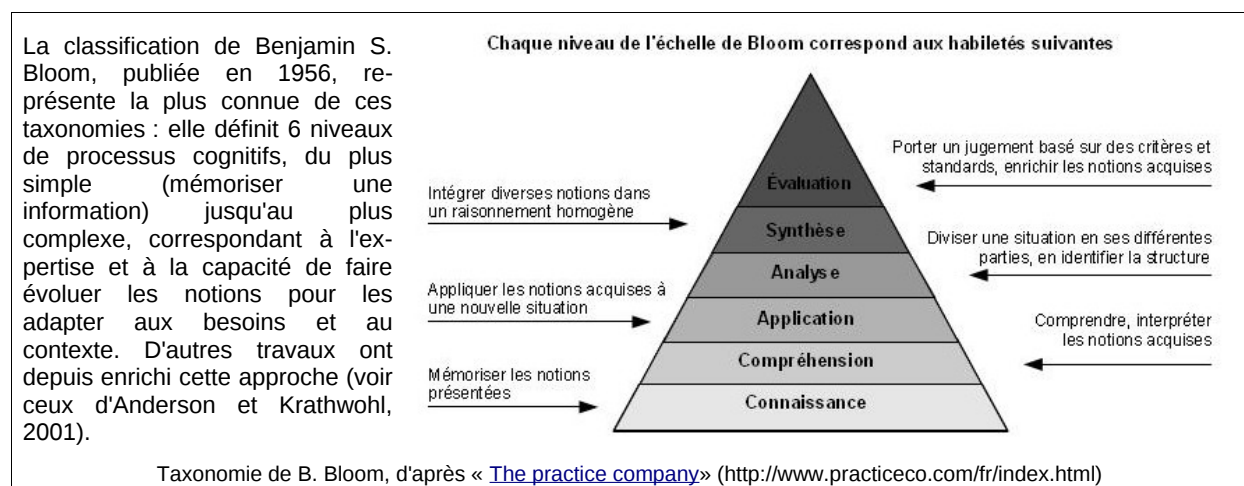 La classification de Benjamin S.
Bloom, publiée en 1956, re-
présente la plus connue de ces
taxonomies : elle définit 6 niveaux
de processus cognitifs, du plus
simple (mémoriser une
information) jusqu'au plus
complexe, correspondant à l'ex-
pertise et à la capacité de faire
évoluer les notions pour les
adapter aux besoins et au
contexte. D'autres travaux ont
depuis enrichi cette approche (voir
ceux d'Anderson et Krathwohl,
2001).
Chaque niveau de l'échelle de Bloom correspond aux habiletés suivantes
Porter un jugement basé sur des critères et
standards, enrichir les notions acquises
Évaluation
Intégrer diverses notions dans
un raisonnement homogène
Synthèse
Diviser une situation en ses différentes
parties, en identifier la structure
Analyse
Appliquer les notions acquises à
une nouvelle situation
Application
Comprendre, interpréter
les notions acquises
Compréhension
Mémoriser les notions
présentées
Connaissance
Taxonomie de B. Bloom, d'après « The practice company» (http://www.practiceco.com/fr/index.html)